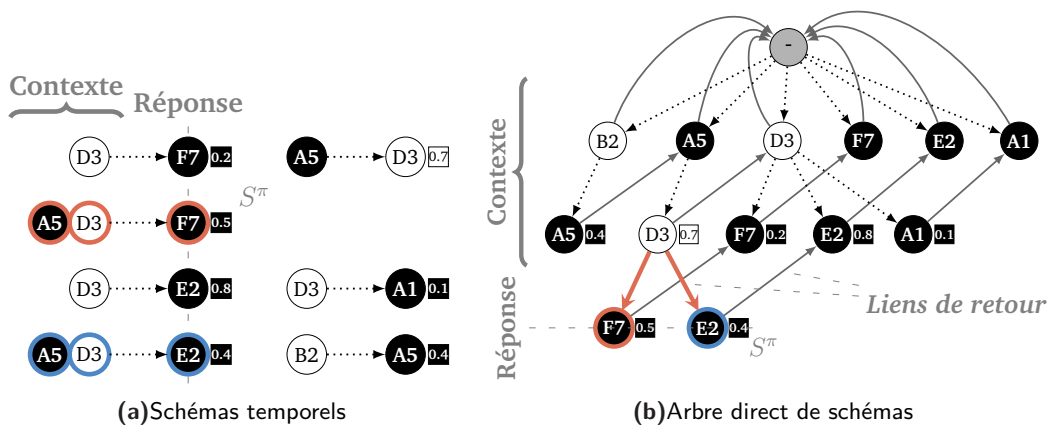 Contexte
Réponse
D3 F7 0.2 A5 D3 0.7
S^π
A5 D3 F7 0.5
D3 E2 0.8 D3 A1 0.1
A5 D3 E2 0.4 B2 A5 0.4
(a)Schémas temporels
-
Contexte
B2 A5 D3 F7 E2 A1
A5 0.4 D3 0.7 F7 0.2 E2 0.8 A1 0.1
Réponse
Liens de retour
F7 0.5 E2 0.4
S^π
(b)Arbre direct de schémas